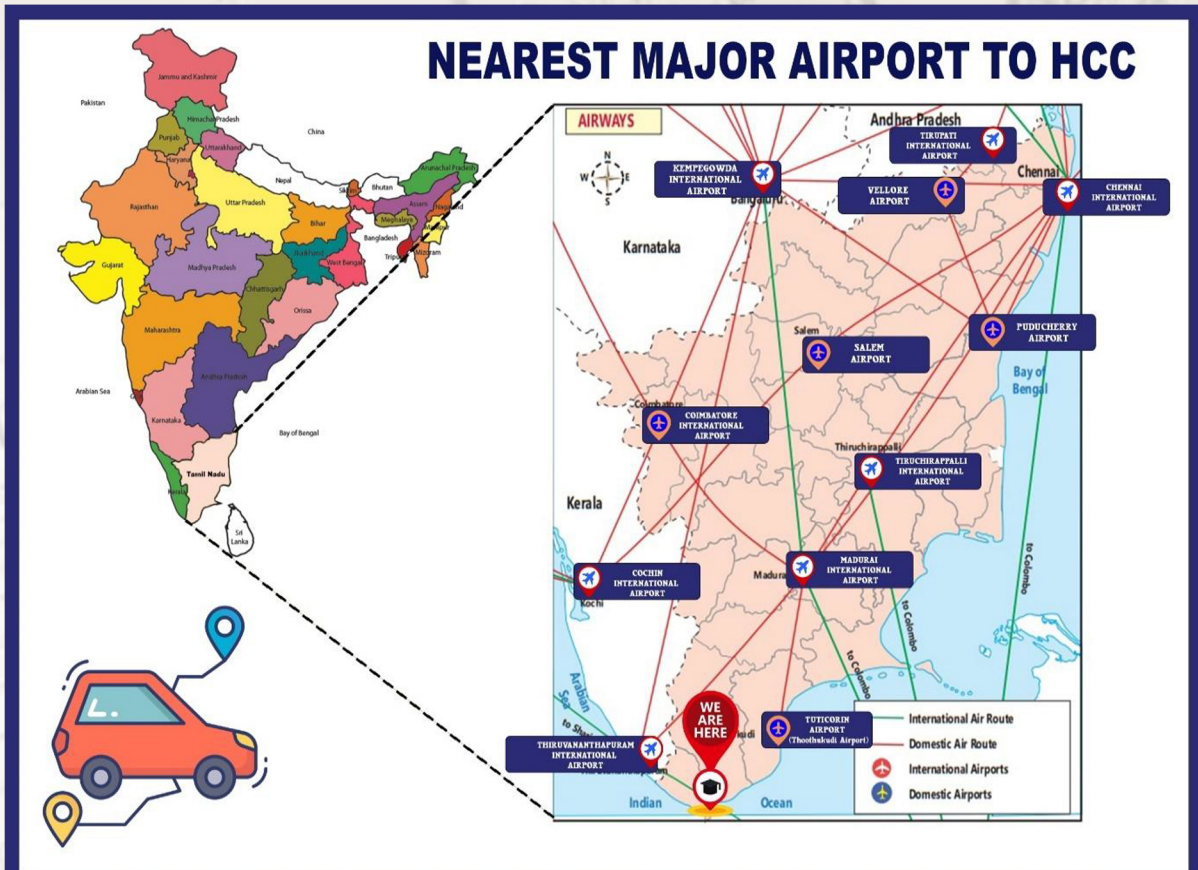 NEAREST MAJOR AIRPORT TO HCC
Jammu and Kashmir
Pakistan
Himachal Pradesh
Punjab
China
Uttarakhand
Haryana
Nepal
Arunachal Pradesh
Bhutan
Rajasthan
Uttar Pradesh
Assam
Nagaland
Bihar
Meghalaya
Manipur
Bangladesh
Mizoram
Gujarat
Madhya Pradesh
Jharkhand
West Bengal
Chhattisgarh
Orissa
Maharashtra
Andhra Pradesh
Arabian Sea
Karnataka
Bay of Bengal
Tamil Nadu
Kerala
Sri
Lanka
AIRWAYS
N
W
E
S
Andhra Pradesh
TIRUPATI
INTERNATIONAL
AIRPORT
Chennai
KEMPEGOWDA
INTERNATIONAL
AIRPORT
Bangaluru
VELLORE
AIRPORT
CHENNAI
INTERNATIONAL
AIRPORT
Karnataka
PUDUCHERRY
AIRPORT
Salem
SALEM
AIRPORT
Bay of
Bengal
Coimbatore
COIMBATORE
INTERNATIONAL
AIRPORT
Thiruchirappalli
TIRUCHIRAPPALLI
INTERNATIONAL
AIRPORT
Kerala
COCHIN
INTERNATIONAL
AIRPORT
Kochi
Madura
MADURAI
INTERNATIONAL
AIRPORT
to Colombo
to Colombo
to Colombo
Arabian
Sea
WE
ARE
HERE
kudi
TUTICORIN
AIRPORT
(Thoothukudi Airport)
THIRUVANANTHAPURAM
INTERNATIONAL
AIRPORT
Indian
Ocean
International Air Route
Domestic Air Route
International Airports
Domestic Airports